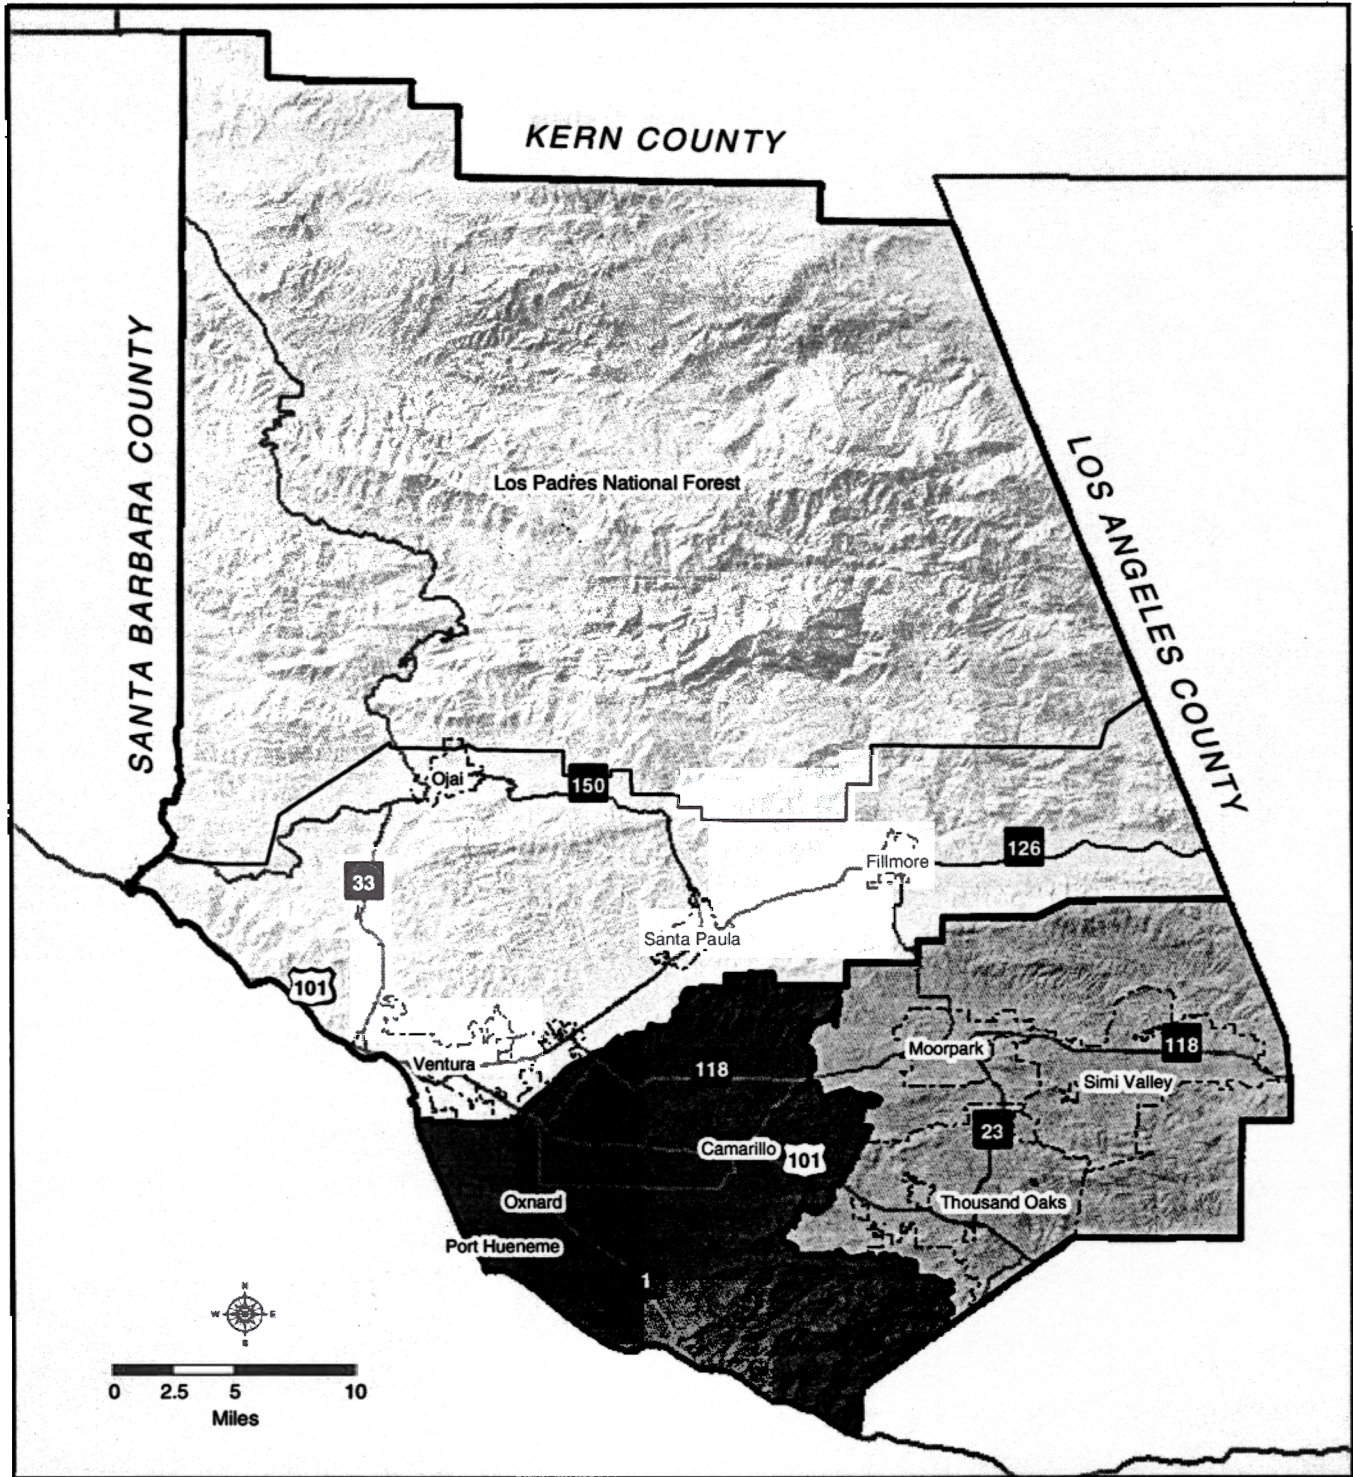 KERN COUNTY
SANTA BARBARA COUNTY
LOS ANGELES COUNTY
Los Padres National Forest
Ojai
150
33
Fillmore
126
Santa Paula
101
Ventura
118
Moorpark
118
Simi Valley
23
Camarillo
101
Oxnard
Thousand Oaks
Port Hueneme
1
N
W E
S
0 2.5 5 10
Miles